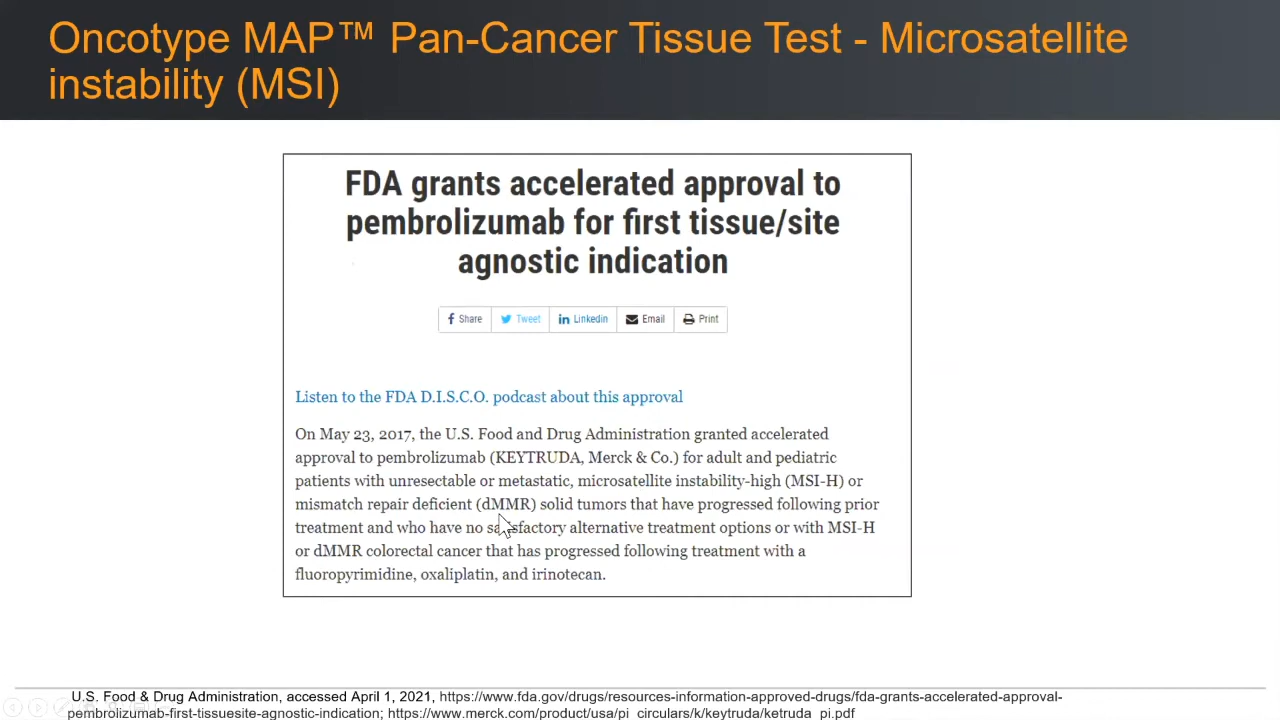 Oncotype MAP™ Pan-Cancer Tissue Test - Microsatellite
instability (MSI)
FDA grants accelerated approval to
pembrolizumab for first tissue/site
agnostic indication
Share Tweet Linkedin Email Print
Listen to the FDA D.I.S.C.O. podcast about this approval
On May 23, 2017, the U.S. Food and Drug Administration granted accelerated
approval to pembrolizumab (KEYTRUDA, Merck & Co.) for adult and pediatric
patients with unresectable or metastatic, microsatellite instability-high (MSI-H) or
mismatch repair deficient (dMMR) solid tumors that have progressed following prior
treatment and who have no satisfactory alternative treatment options or with MSI-H
or dMMR colorectal cancer that has progressed following treatment with a
fluoropyrimidine, oxaliplatin, and irinotecan.
U.S. Food & Drug Administration, accessed April 1, 2021, https://www.fda.gov/drugs/resources-information-approved-drugs/fda-grants-accelerated-approval-
pembrolizumab-first-tissuesite-agnostic-indication; https://www.merck.com/product/usa/pi_circulars/k/keytruda/ketruda_pi.pdf